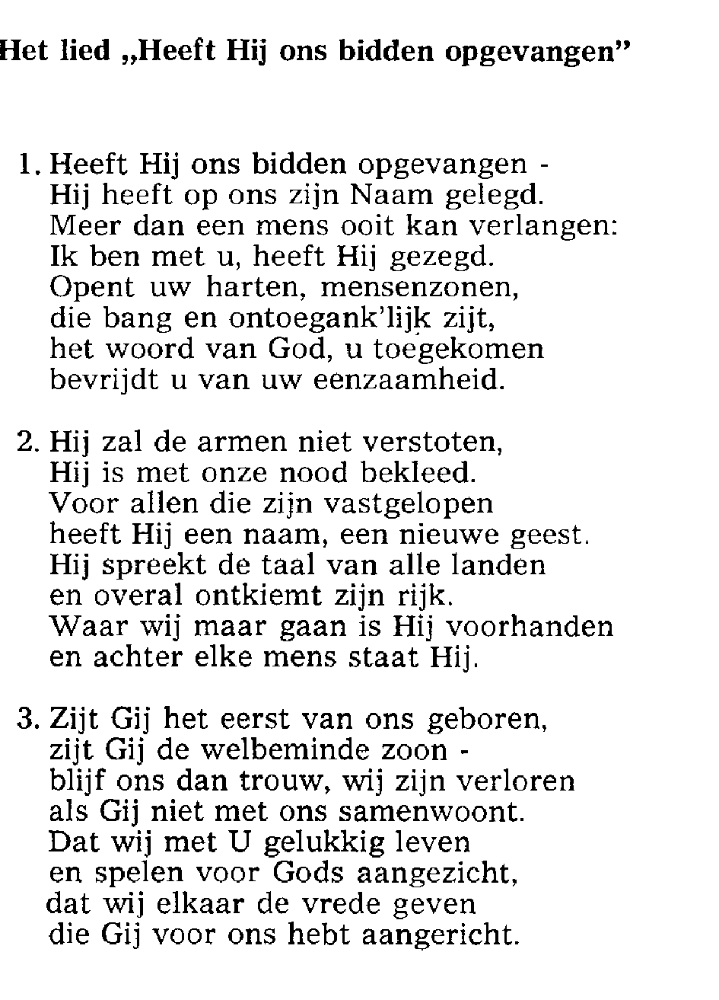 Het lied „Heeft Hij ons bidden opgevangen”
1. Heeft Hij ons bidden opgevangen -
Hij heeft op ons zijn Naam gelegd.
Meer dan een mens ooit kan verlangen:
Ik ben met u, heeft Hij gezegd.
Opent uw harten, mensenzonen,
die bang en ontoegank'lijk zijt,
het woord van God, u toegekomen
bevrijdt u van uw eenzaamheid.
2. Hij zal de armen niet verstoten,
Hij is met onze nood bekleed.
Voor allen die zijn vastgelopen
heeft Hij een naam, een nieuwe geest.
Hij spreekt de taal van alle landen
en overal ontkiemt zijn rijk.
Waar wij maar gaan is Hij voorhanden
en achter elke mens staat Hij.
3. Zijt Gij het eerst van ons geboren,
zijt Gij de welbeminde zoon -
blijf ons dan trouw, wij zijn verloren
als Gij niet met ons samenwoont.
Dat wij met U gelukkig leven
en spelen voor Gods aangezicht,
dat wij elkaar de vrede geven
die Gij voor ons hebt aangericht.